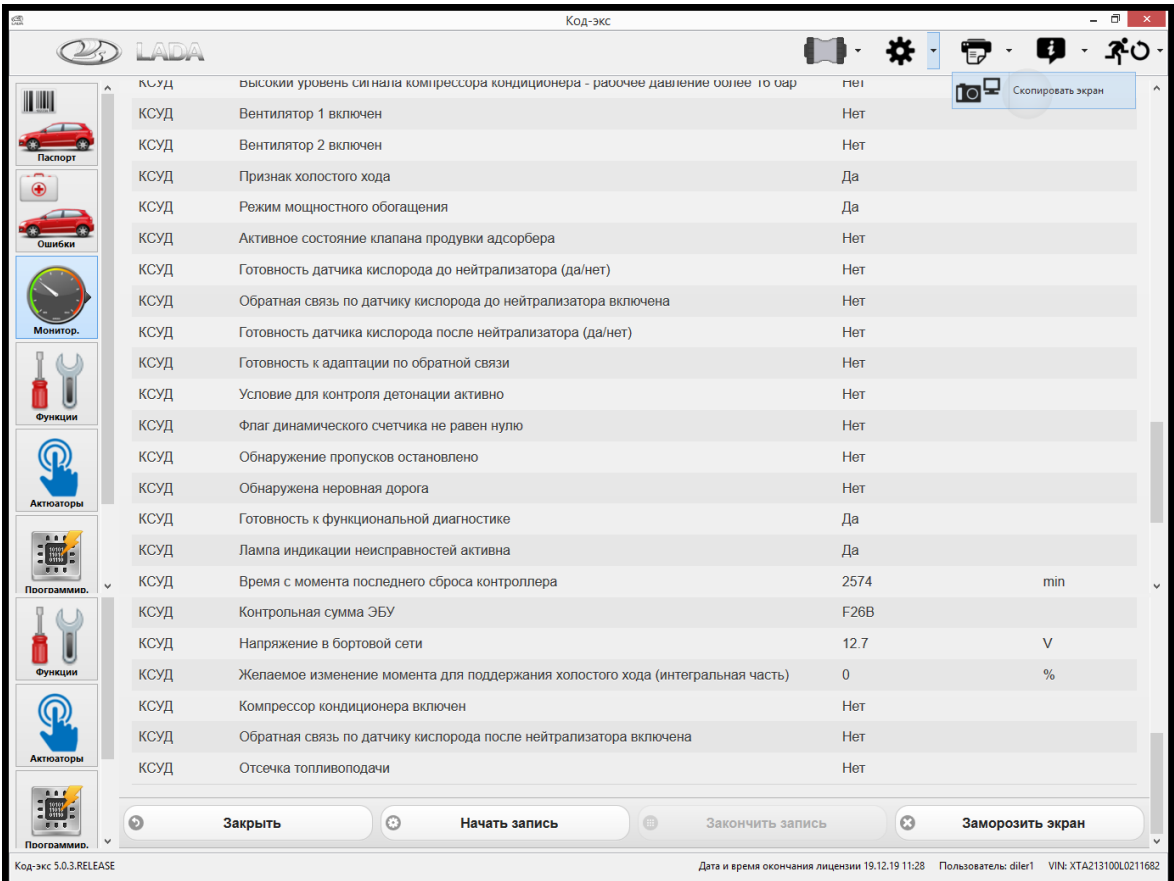 Код-экс
LADA
Скопировать экран
Паспорт
Ошибки
Монитор.
Функции
Актюаторы
Программир.
Функции
Актюаторы
Программир.
КСУД Высокий уровень сигнала компрессора кондиционера - рабочее давление более 16 бар Нет
КСУД Вентилятор 1 включен Нет
КСУД Вентилятор 2 включен Нет
КСУД Признак холостого хода Да
КСУД Режим мощностного обогащения Да
КСУД Активное состояние клапана продувки адсорбера Нет
КСУД Готовность датчика кислорода до нейтрализатора (да/нет) Нет
КСУД Обратная связь по датчику кислорода до нейтрализатора включена Нет
КСУД Готовность датчика кислорода после нейтрализатора (да/нет) Нет
КСУД Готовность к адаптации по обратной связи Нет
КСУД Условие для контроля детонации активно Нет
КСУД Флаг динамического счетчика не равен нулю Нет
КСУД Обнаружение пропусков остановлено Нет
КСУД Обнаружена неровная дорога Нет
КСУД Готовность к функциональной диагностике Да
КСУД Лампа индикации неисправностей активна Да
КСУД Время с момента последнего сброса контроллера 2574 min
КСУД Контрольная сумма ЭБУ F26B
КСУД Напряжение в бортовой сети 12.7 V
КСУД Желаемое изменение момента для поддержания холостого хода (интегральная часть) 0 %
КСУД Компрессор кондиционера включен Нет
КСУД Обратная связь по датчику кислорода после нейтрализатора включена Нет
КСУД Отсечка топливоподачи Нет
Закрыть Начать запись Закончить запись Заморозить экран
Код-экс 5.0.3.RELEASE Дата и время окончания лицензии 19.12.19 11:28 Пользователь: diler1 VIN: XTA213100L0211682